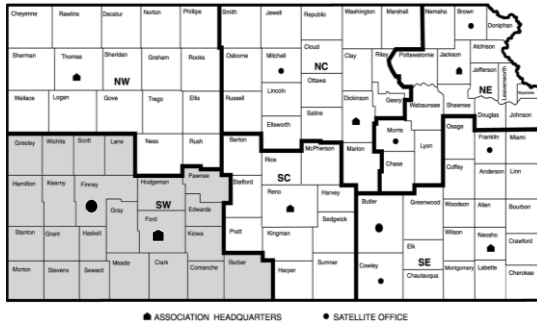 Cheyenne Rawlins Decatur Norton Phillips Smith Jewell Republic Washington Marshall Nemaha Brown Doniphan
Sherman Thomas Sheridan Graham Rooks Osborne Mitchell Cloud Clay Riley Pottawatomie Jackson Atchison
NW NC Jefferson Leavenworth
Ottawa NE
Wallace Logan Gove Trego Ellis Russell Lincoln Dickinson Geary Wabaunsee Shawnee
Saline Douglas Johnson
Ellsworth Morris Osage
Greeley Wichita Scott Lane Ness Rush Barton McPherson Marion Lyon Franklin Miami
Rice Chase
Hamilton Kearny Finney Hodgeman Pawnee Stafford SC Coffey Anderson Linn
SW Reno Harvey Butler Greenwood
Gray Ford Edwards Sedgwick Woodson Allen Bourbon
Stanton Grant Haskell Kiowa Pratt Kingman Elk Wilson Neosho Crawford
SE
Morton Stevens Seward Meade Clark Comanche Barber Harper Sumner Cowley Chautauqua Montgomery Labette Cherokee
ASSOCIATION HEADQUARTERS SATELLITE OFFICE